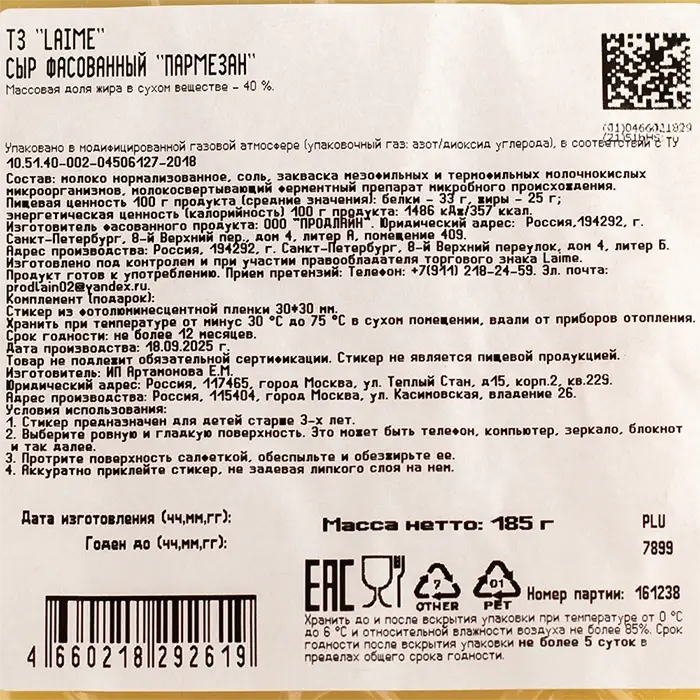 ТЗ "LAIME"
СЫР ФАСОВАННЫЙ "ПАРМЕЗАН"
Массовая доля жира в сухом веществе – 40 %.
(01)0466021829
Упаковано в модифицированной газовой атмосфере (упаковочный газ: азот/диоксид углерода), в соответствии с ТУ
10.51.40-002-04506127-2018
Состав: молоко нормализованное, соль, закваска мезофильных и термофильных молочнокислых
микроорганизмов, молокосвертывающий ферментный препарат микробного происхождения.
Пищевая ценность 100 г продукта (средние значения): белки – 33 г, жиры – 25 г;
энергетическая ценность (калорийность) 100 г продукта: 1486 кДж/357 ккал.
Изготовитель фасованного продукта: ООО "ПРОДЛАЙН". Юридический адрес: Россия,194292, г.
Санкт-Петербург, 8-й Верхний пер., дом 4, литер А, помещение 409.
Адрес производства: Россия, 194292, г. Санкт-Петербург, 8-й Верхний переулок, дом 4, литер Б.
Изготовлено под контролем и при участии правообладателя торгового знака Laime.
Продукт готов к употреблению. Прием претензий: Телефон: +7(911) 218-24-59. Эл. почта:
prodlain02@yandex.ru.
Комплемент (подарок):
Стикер из фотолюминесцентной пленки 30*30 мм.
Хранить при температуре от минус 30 °С до 75 °С в сухом помещении, вдали от приборов отопления.
Срок годности: не более 12 месяцев.
Дата производства: 18.09.2025 г.
Товар не подлежит обязательной сертификации. Стикер не является пищевой продукцией.
Изготовитель: ИП Артамонова Е.М.
Юридический адрес: Россия, 117465, город Москва, ул. Теплый Стан, д15, корп.2, кв.229.
Адрес производства: Россия, 115404, город Москва, ул. Касимовская, владение 26.
Условия использования:
1. Стикер предназначен для детей старше 3-х лет.
2. Выберите ровную и гладкую поверхность. Это может быть телефон, компьютер, зеркало, блокнот
и так далее.
3. Протрите поверхность салфеткой, обеспыльте и обезжирьте ее.
4. Аккуратно приклейте стикер, не задевая липкого слоя на нем.
Дата изготовления (чч,мм,гг):
Годен до (чч,мм,гг):
Масса нетто: 185 г
PLU
7899
EAC
7
OTHER
01
PET
Номер партии: 161238
Хранить до и после вскрытия упаковки при температуре от 0 °С
до 6 °С и относительной влажности воздуха не более 85%. Срок
годности после вскрытия упаковки не более 5 суток в
пределах общего срока годности.
4 660218 292619